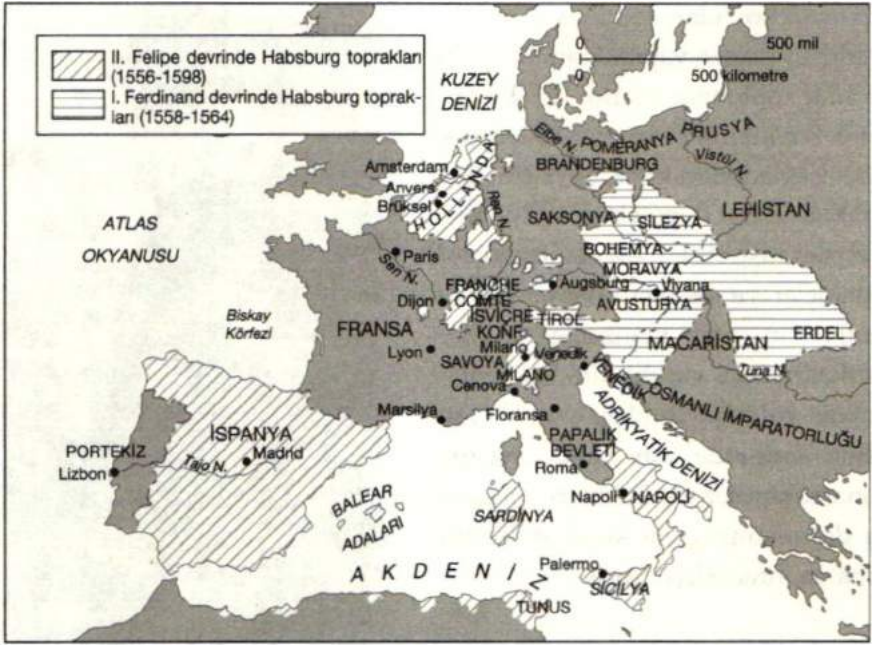 II. Felipe devrinde Habsburg toprakları
(1556-1598)
I. Ferdinand devrinde Habsburg toprak-
ları (1558-1564)
0 500 mil
0 500 kilometre
KUZEY
DENİZİ
ATLAS
OKYANUSU
Biskay
Körfezi
Amsterdam
Anvers
Brüksel
HOLLANDA
Ren N.
Elbe N.
POMERANYA
PRUSYA
Vistül N.
BRANDENBURG
LEHİSTAN
SAKSONYA
SİLEZYA
BOHEMYA
MORAVYA
Paris
Sen N.
Augsburg
Viyana
AVUSTURYA
FRANCHE
COMTE
Dijon
İSVİÇRE
KONF.
TİROL
FRANSA
Lyon
MACARİSTAN
ERDEL
Tuna N.
Milano
Venedik
SAVOYA
MİLANO
VENEDİK
Cenova
OSMANLI İMPARATORLUĞU
ADRİYATİK DENİZİ
Marsilya
Floransa
PAPALIK
DEVLETİ
Roma
İSPANYA
Madrid
Tajo N.
PORTEKİZ
Lizbon
Napoli
NAPOLİ
BALEAR
ADALARI
SARDİNYA
AKDENİZ
Palermo
SİCİLYA
TUNUS